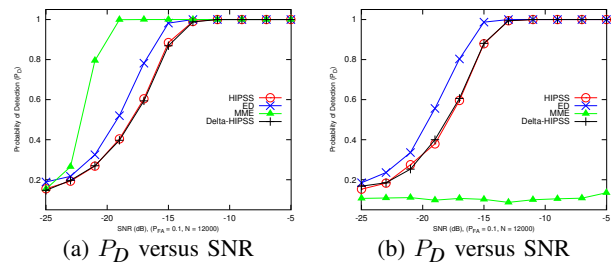 1
0.8
0.6
0.4
0.2
Probability of Detection (P_D)
HIPSS
ED
MME
Delta-HIPSS
-25 -20 -15 -10 -5
SNR (dB), (P_FA = 0.1, N = 12000)
(a) P_D versus SNR
1
0.8
0.6
0.4
0.2
Probability of Detection (P_D)
HIPSS
ED
MME
Delta-HIPSS
-25 -20 -15 -10 -5
SNR (dB), (P_FA = 0.1, N = 12000)
(b) P_D versus SNR